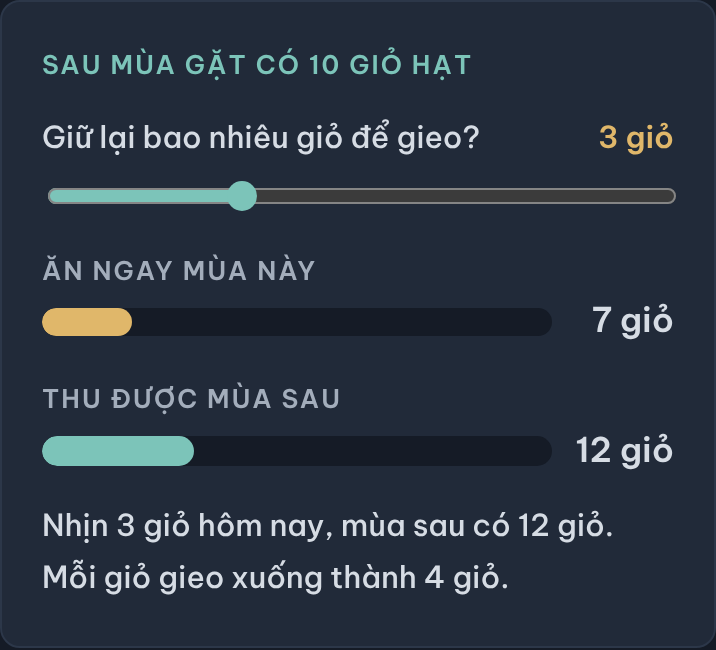 SAU MÙA GẶT CÓ 10 GIỎ HẠT
Giữ lại bao nhiêu giỏ để gieo? 3 giỏ
ĂN NGAY MÙA NÀY
7 giỏ
THU ĐƯỢC MÙA SAU
12 giỏ
Nhịn 3 giỏ hôm nay, mùa sau có 12 giỏ.
Mỗi giỏ gieo xuống thành 4 giỏ.